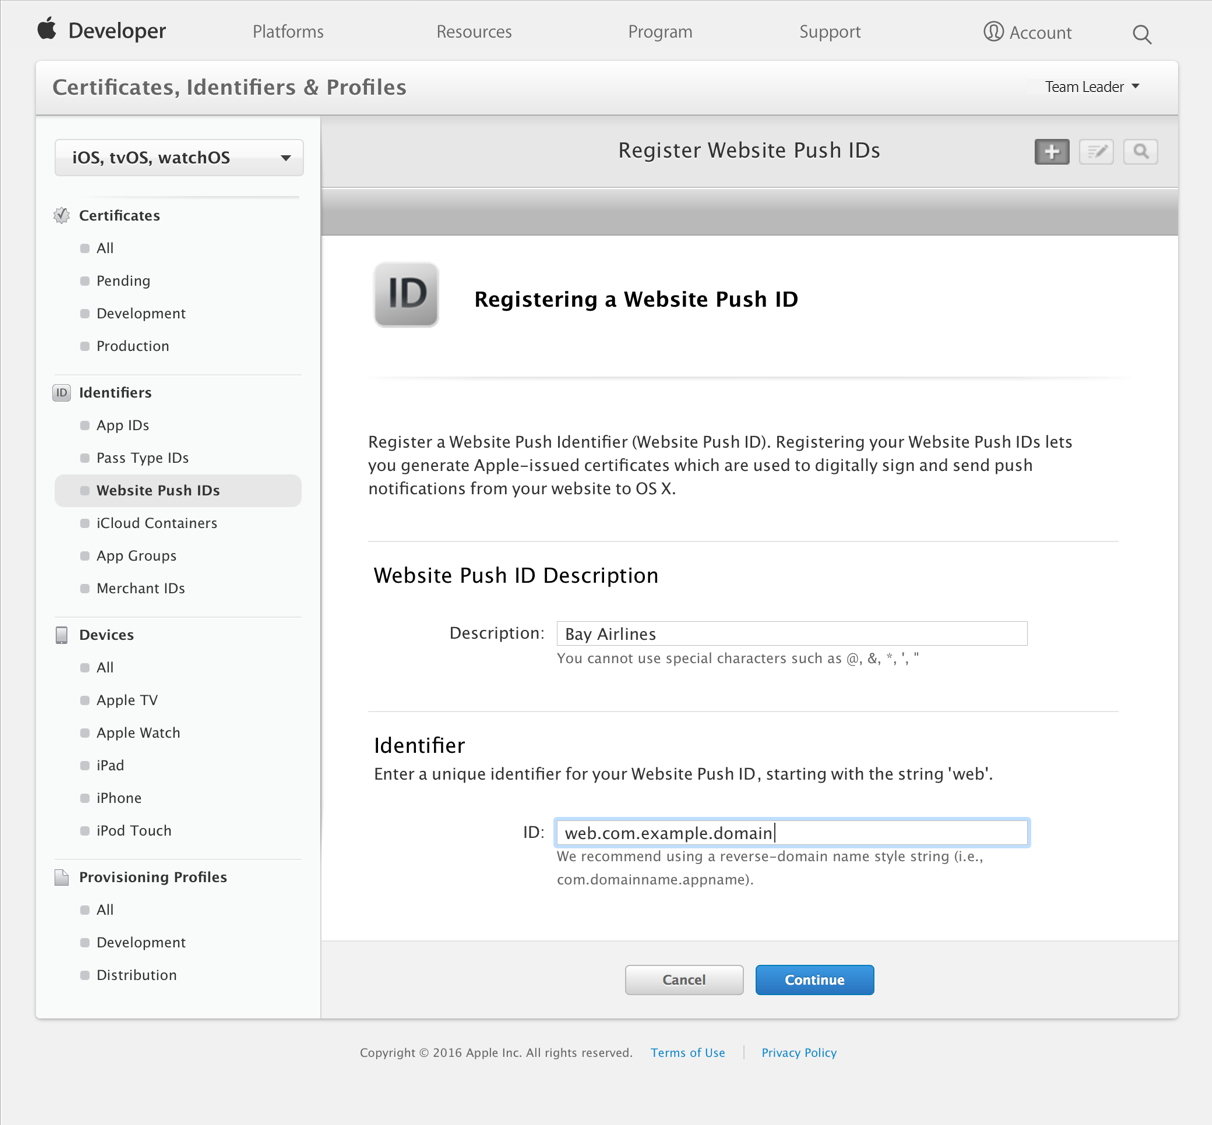 Developer
Platforms
Resources
Program
Support
Account
Certificates, Identifiers & Profiles
Team Leader
iOS, tvOS, watchOS
Certificates
All
Pending
Development
Production
ID Identifiers
App IDs
Pass Type IDs
Website Push IDs
iCloud Containers
App Groups
Merchant IDs
Devices
All
Apple TV
Apple Watch
iPad
iPhone
iPod Touch
Provisioning Profiles
All
Development
Distribution
Register Website Push IDs
ID
Registering a Website Push ID
Register a Website Push Identifier (Website Push ID). Registering your Website Push IDs lets
you generate Apple-issued certificates which are used to digitally sign and send push
notifications from your website to OS X.
Website Push ID Description
Description: Bay Airlines
You cannot use special characters such as @, &, *, ', "
Identifier
Enter a unique identifier for your Website Push ID, starting with the string 'web'.
ID: web.com.example.domain
We recommend using a reverse-domain name style string (i.e.,
com.domainname.appname).
Cancel
Continue
Copyright © 2016 Apple Inc. All rights reserved. Terms of Use | Privacy Policy